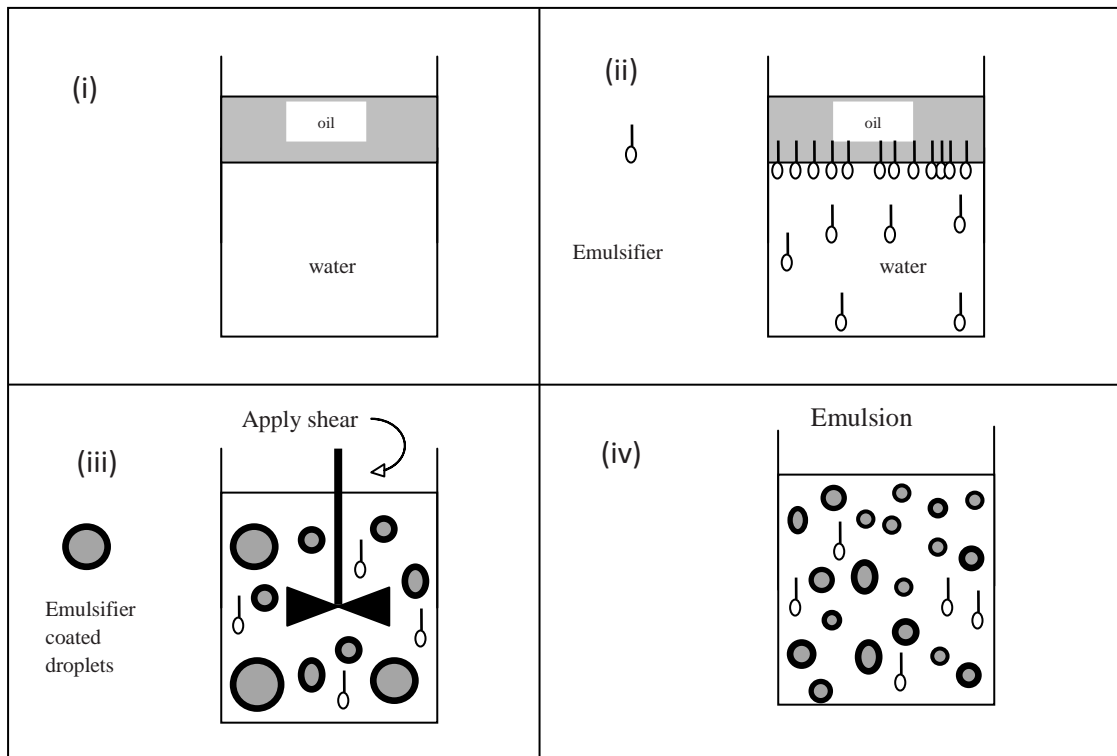 (i)
oil
water
(ii)
oil
Emulsifier
water
Apply shear
(iii)
Emulsifier
coated
droplets
Emulsion
(iv)